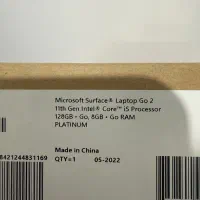 Microsoft Surface® Laptop Go 2
11th Gen Intel® Core™ i5 Processor
128GB • Go, 8GB • Go RAM
PLATINUM
Made in China
QTY=1 05-2022
8421244831169